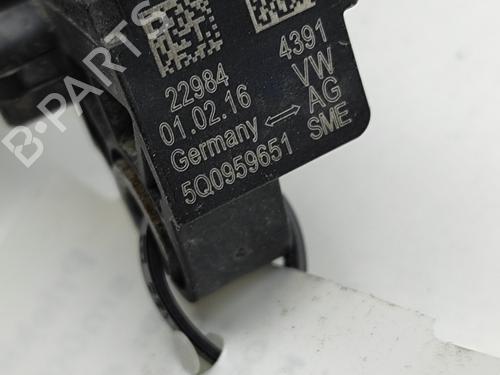 22984
4391
01.02.16
VW
Germany
AG
5Q0959651
SME
B-PARTS